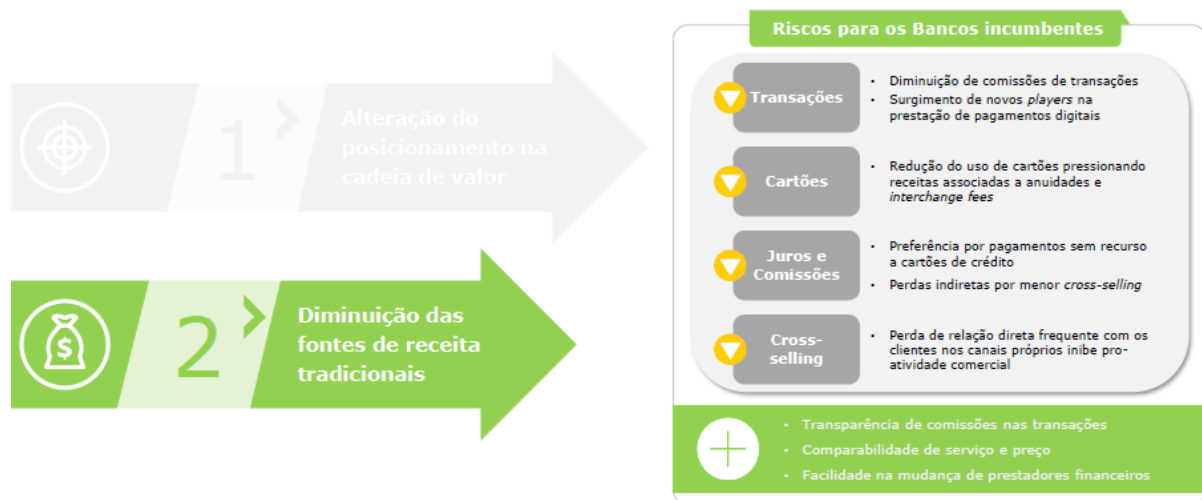 1
Alteração do
posicionamento na
cadeia de valor
2
Diminuição das
fontes de receita
tradicionais
Riscos para os Bancos incumbentes
Transações
• Diminuição de comissões de transações
• Surgimento de novos players na
prestação de pagamentos digitais
Cartões
• Redução do uso de cartões pressionando
receitas associadas a anuidades e
interchange fees
Juros e
Comissões
• Preferência por pagamentos sem recurso
a cartões de crédito
• Perdas indiretas por menor cross-selling
Cross-
selling
• Perda de relação direta frequente com os
clientes nos canais próprios inibe pro-
atividade comercial
• Transparência de comissões nas transações
• Comparabilidade de serviço e preço
• Facilidade na mudança de prestadores financeiros